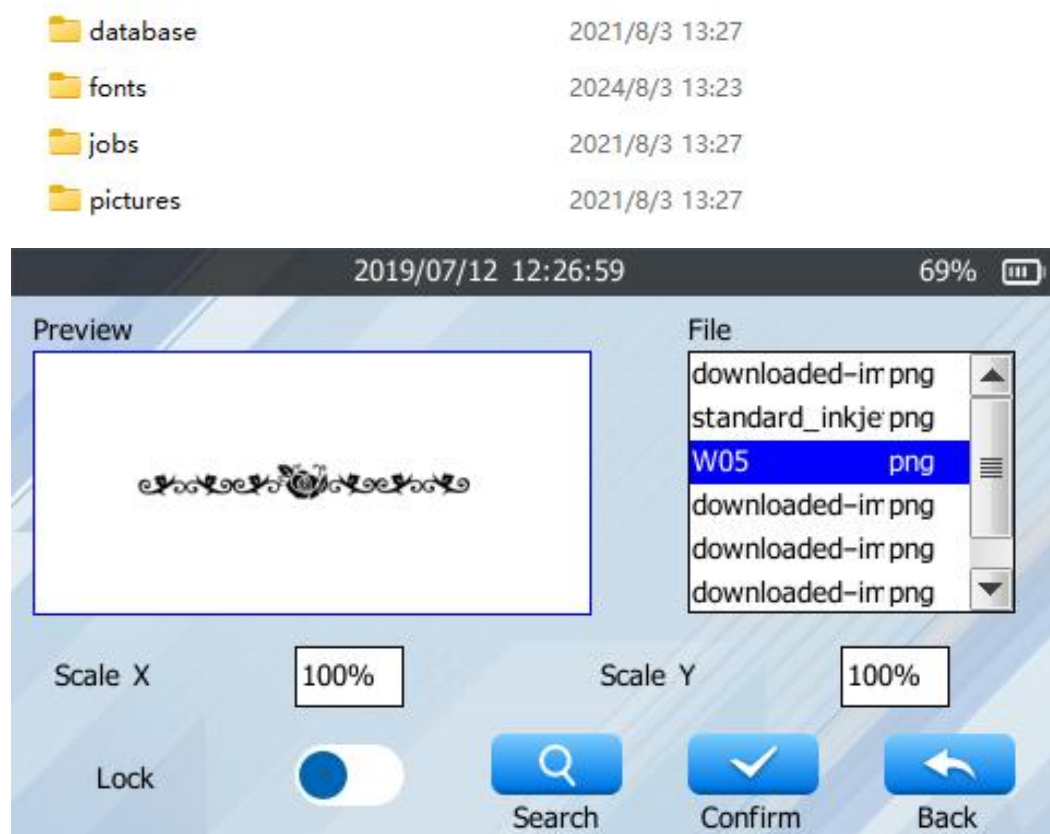 database 2021/8/3 13:27
fonts 2024/8/3 13:23
jobs 2021/8/3 13:27
pictures 2021/8/3 13:27
2019/07/12 12:26:59 69%
Preview File
downloaded-im png
standard_inkje png
W05 png
downloaded-im png
downloaded-im png
downloaded-im png
Scale X 100% Scale Y 100%
Lock
Search Confirm Back